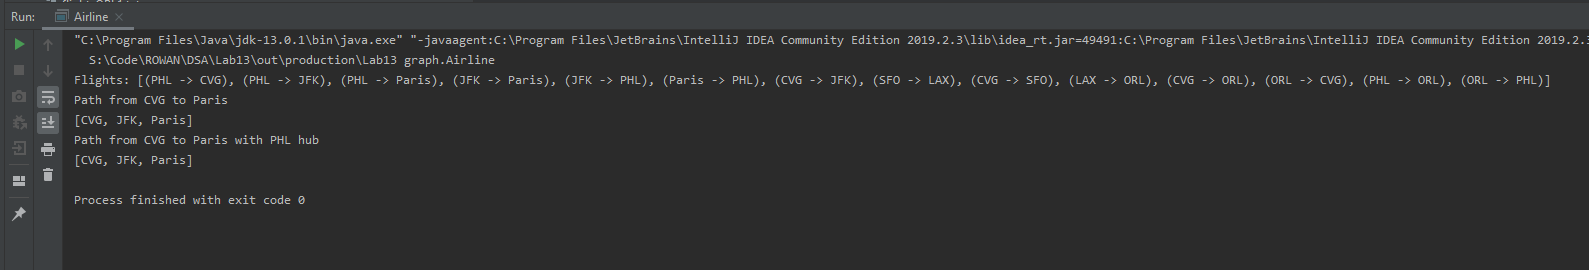 Run: Airline
"C:\Program Files\Java\jdk-13.0.1\bin\java.exe" "-javaagent:C:\Program Files\JetBrains\IntelliJ IDEA Community Edition 2019.2.3\lib\idea_rt.jar=49491:C:\Program Files\JetBrains\IntelliJ IDEA Community Edition 2019.2.3
S:\Code\ROWAN\DSA\Lab13\out\production\Lab13 graph.Airline
Flights: [(PHL -> CVG), (PHL -> JFK), (PHL -> Paris), (JFK -> Paris), (JFK -> PHL), (Paris -> PHL), (CVG -> JFK), (SFO -> LAX), (CVG -> SFO), (LAX -> ORL), (CVG -> ORL), (ORL -> CVG), (PHL -> ORL), (ORL -> PHL)]
Path from CVG to Paris
[CVG, JFK, Paris]
Path from CVG to Paris with PHL hub
[CVG, JFK, Paris]
Process finished with exit code 0